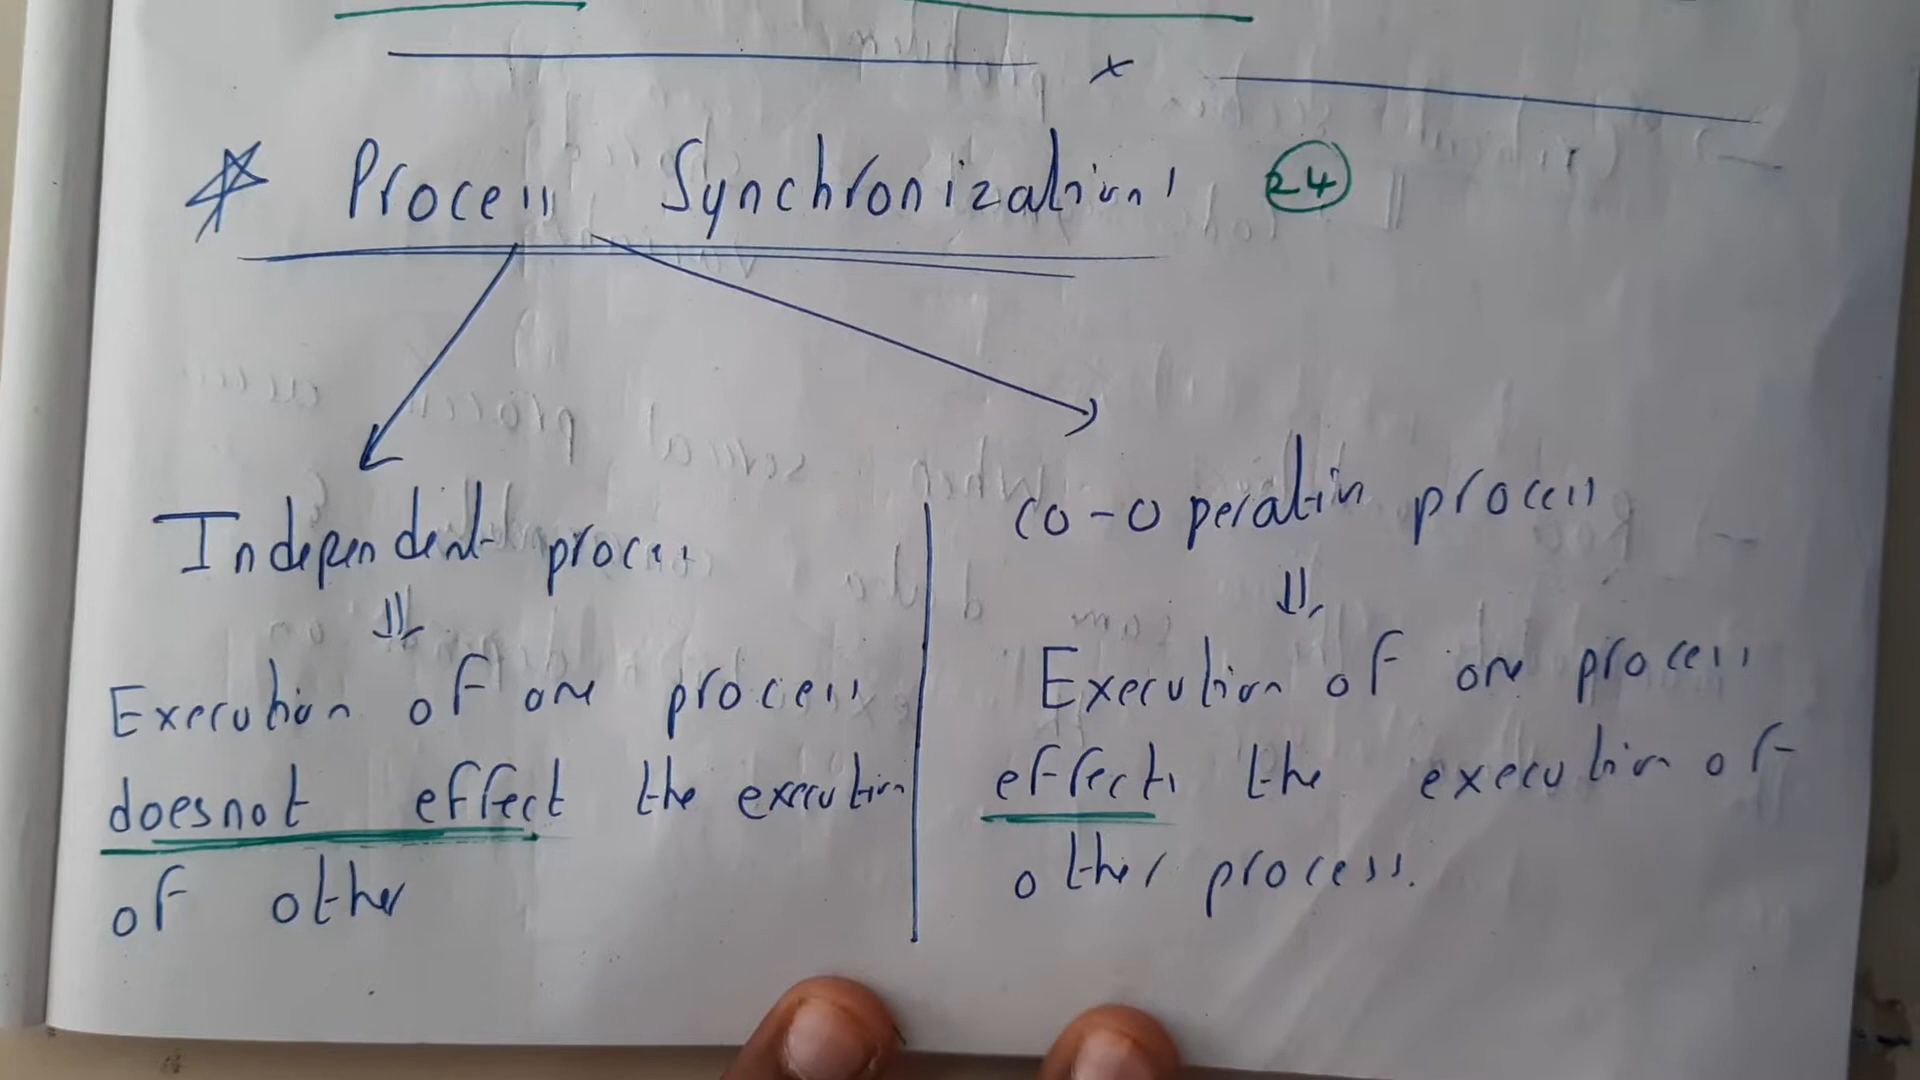 * Process Synchronization: 24
Independent process
Execution of one process
doesnot effect the execution
of other
co-operatin process
Execution of one process
effects the execution of
other process.